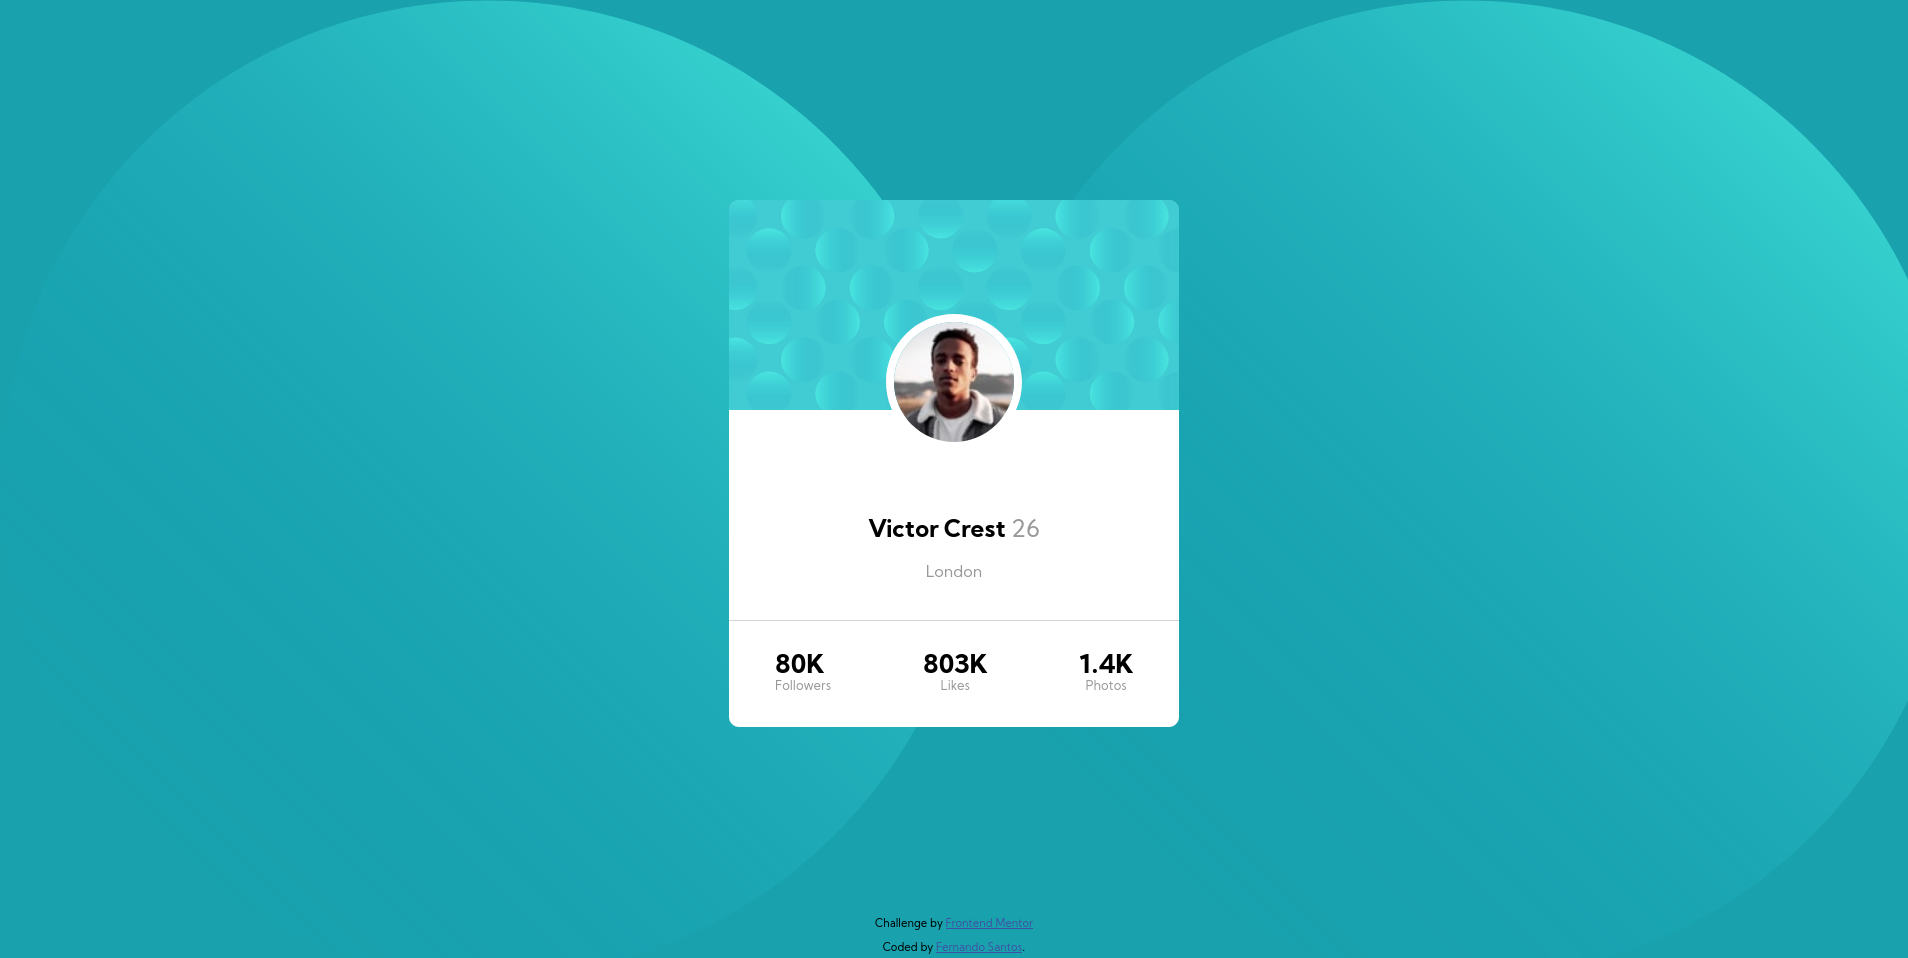 Victor Crest 26
London
80K 803K 1.4K
Followers Likes Photos
Challenge by Frontend Mentor
Coded by Fernando Santos.